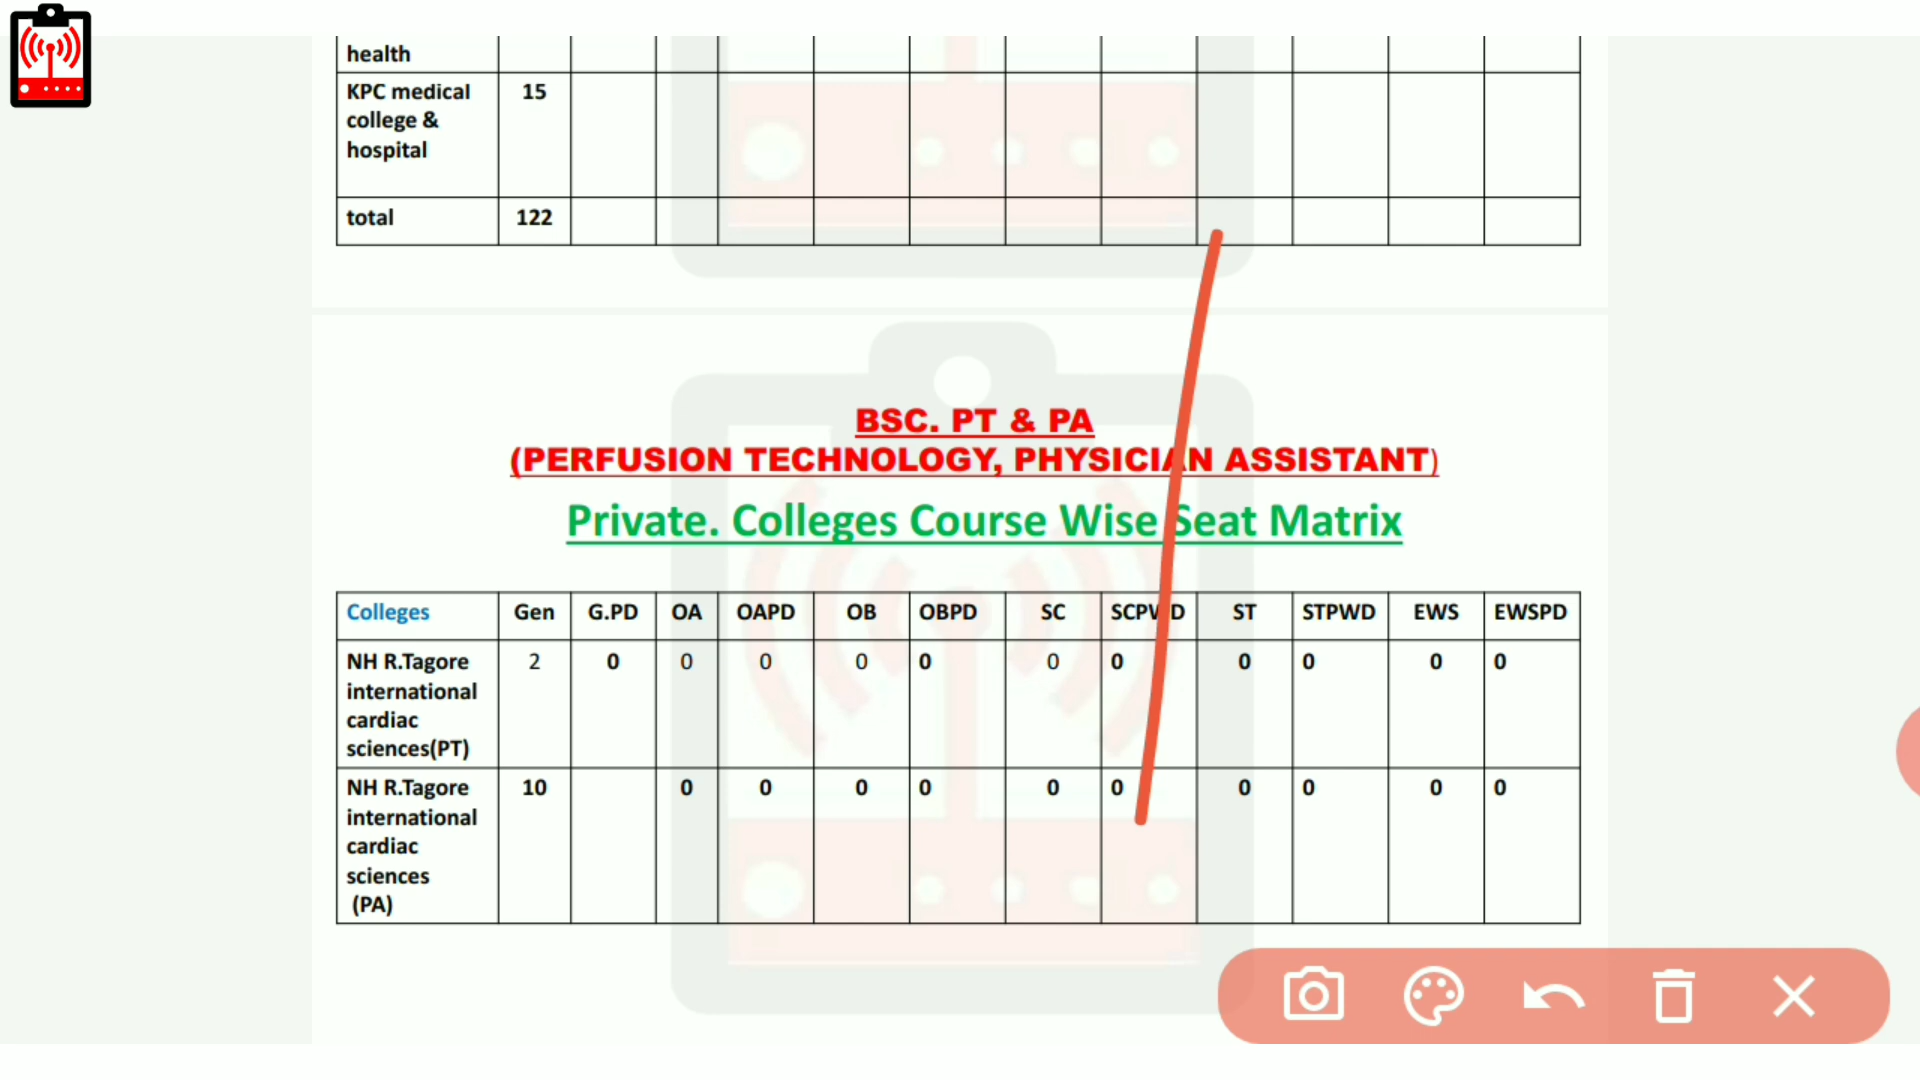 health
KPC medical 15
college &
hospital
total 122
BSC. PT & PA
(PERFUSION TECHNOLOGY, PHYSICIAN ASSISTANT)
Private. Colleges Course Wise Seat Matrix
Colleges Gen G.PD OA OAPD OB OBPD SC SCPWD ST STPWD EWS EWSPD
NH R.Tagore 2 0 0 0 0 0 0 0 0 0 0 0
international
cardiac
sciences(PT)
NH R.Tagore 10 0 0 0 0 0 0 0 0 0 0
international
cardiac
sciences
(PA)